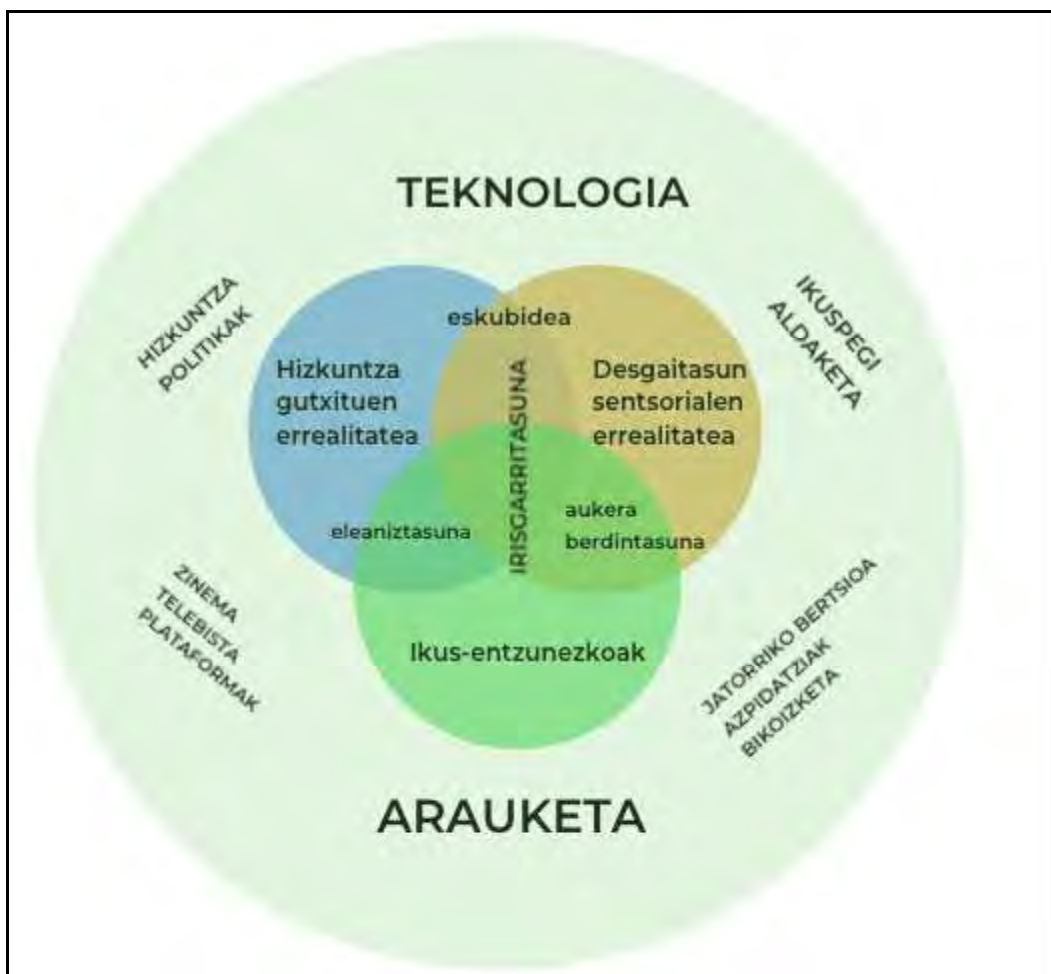 TEKNOLOGIA
HIZKUNTZA
POLITIKAK
IKUSPEGI
ALDAKETA
eskubidea
Hizkuntza
gutxituen
errealitatea
Desgaitasun
sentsorialen
errealitatea
IRISGARRITASUNA
eleaniztasuna
aukera
berdintasuna
ZINEMA
TELEBISTA
PLATAFORMAK
Ikus-entzunezkoak
JATORRIKO BERTSIOA
AZPIDATZIAK
BIKOIZKETA
ARAUKETA